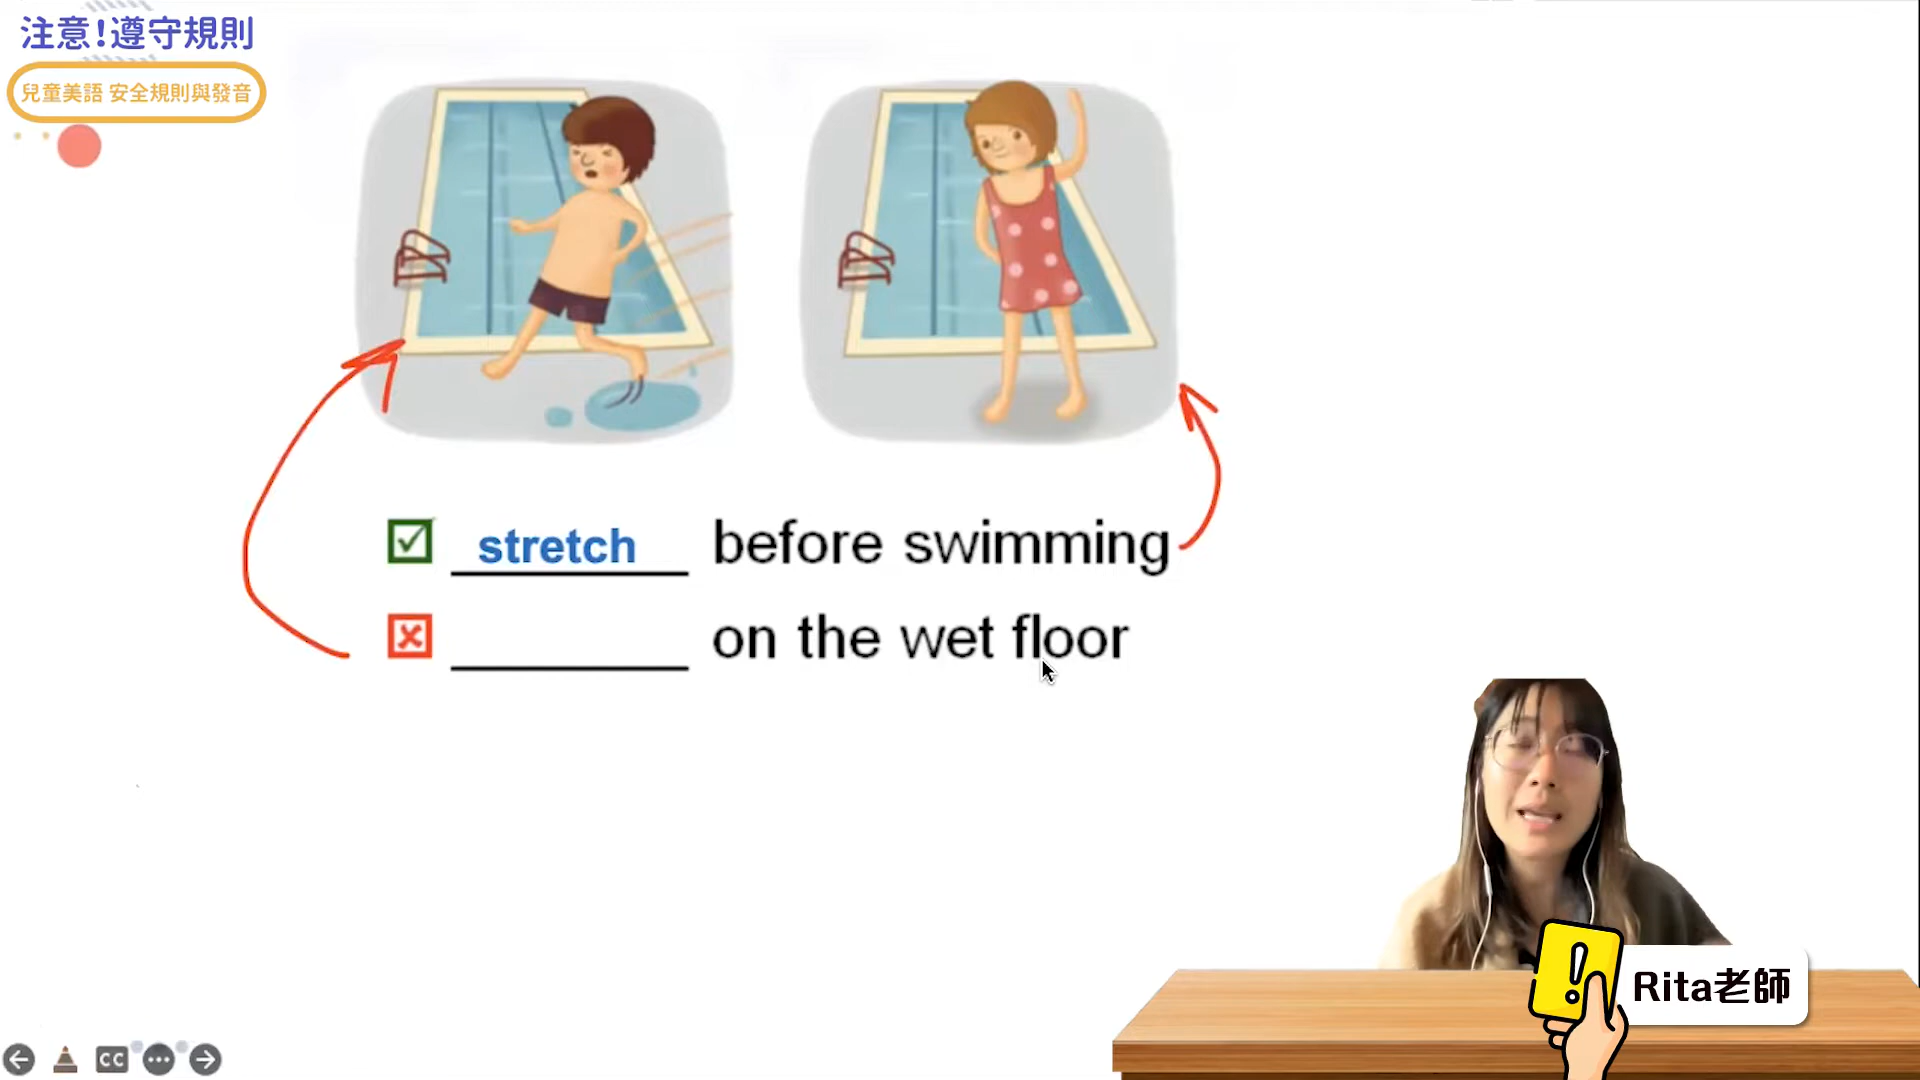 注意!遵守規則
兒童美語 安全規則與發音
stretch before swimming
on the wet floor
Rita老師
CC